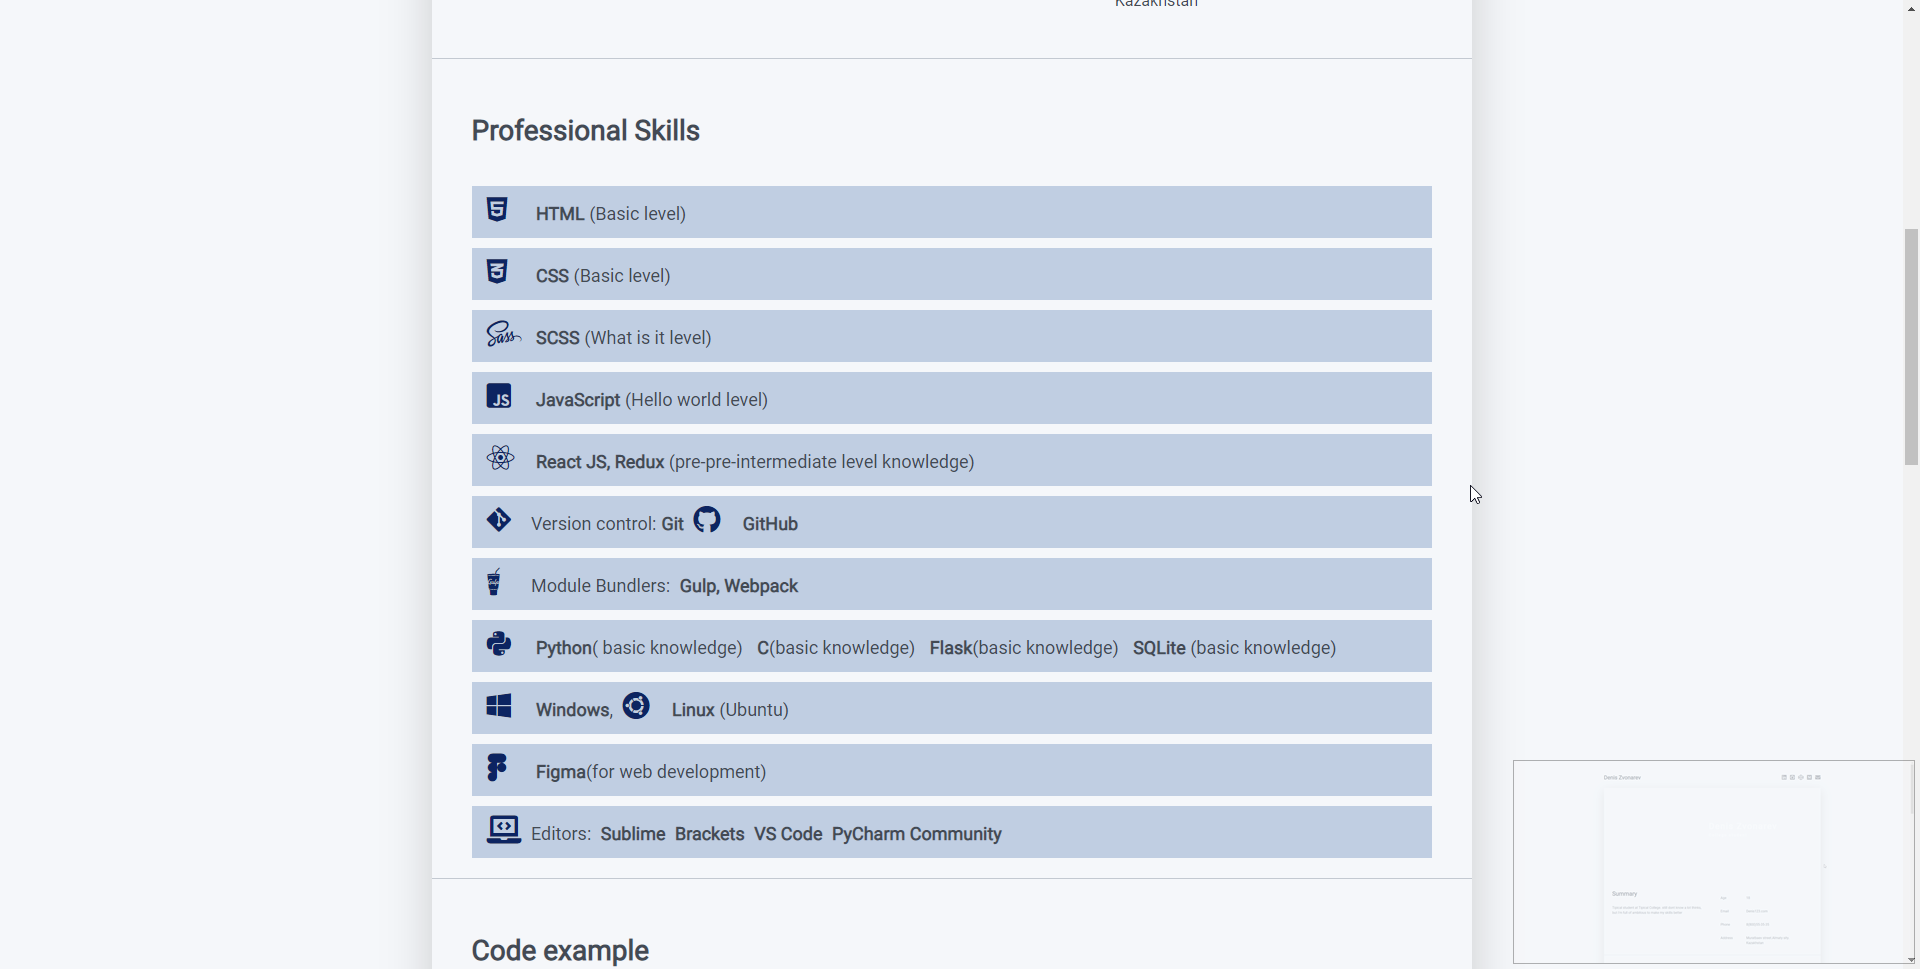 Kazakhstan
Professional Skills
HTML (Basic level)
CSS (Basic level)
SCSS (What is it level)
JavaScript (Hello world level)
React JS, Redux (pre-pre-intermediate level knowledge)
Version control: Git GitHub
Module Bundlers: Gulp, Webpack
Python( basic knowledge) C(basic knowledge) Flask(basic knowledge) SQLite (basic knowledge)
Windows, Linux (Ubuntu)
Figma(for web development)
Editors: Sublime Brackets VS Code PyCharm Community
Code example
Denis Zvonarev
Summary